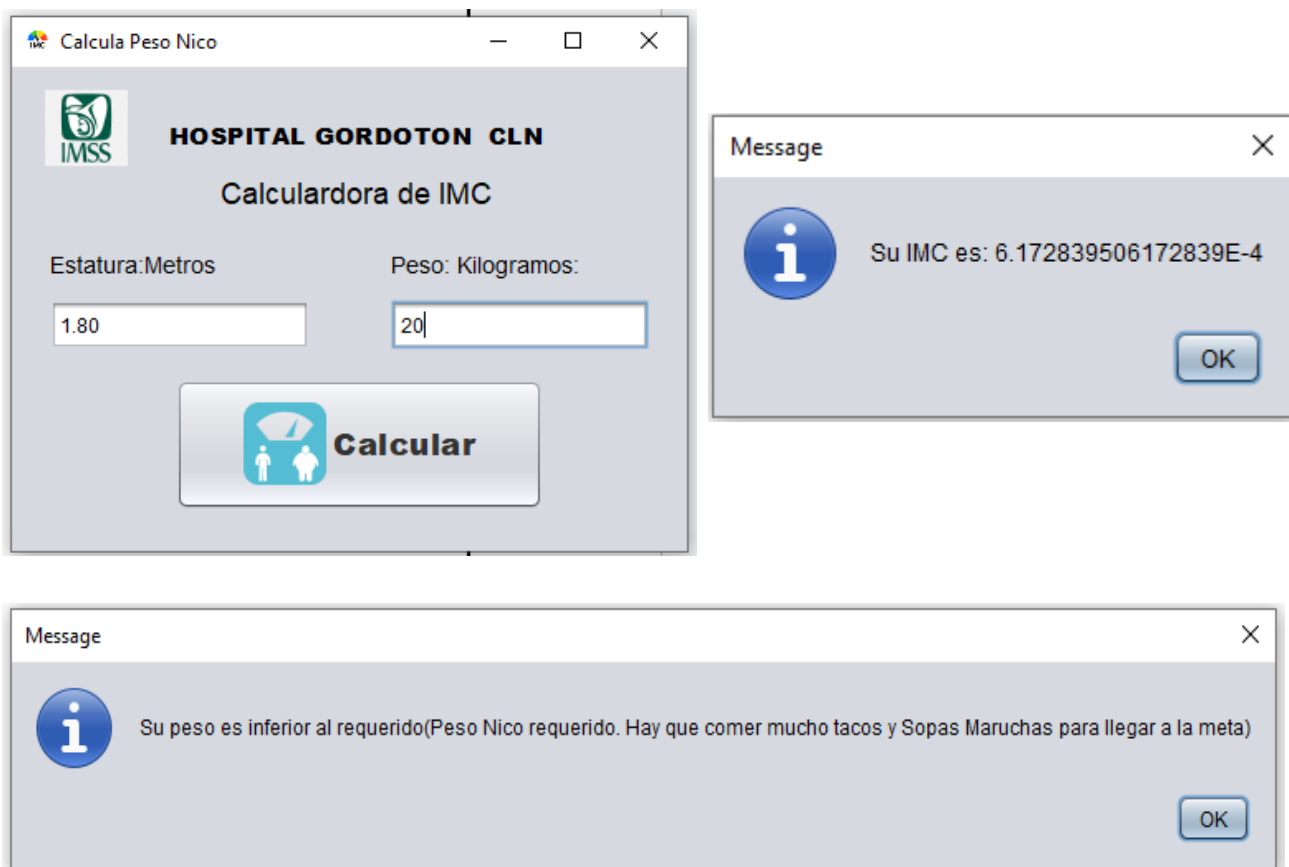 Calcula Peso Nico
IMSS
HOSPITAL GORDOTON CLN
Calculardora de IMC
Estatura:Metros
Peso: Kilogramos:
1.80
20
Calcular
Message
Su IMC es: 6.172839506172839E-4
OK
Message
Su peso es inferior al requerido(Peso Nico requerido. Hay que comer mucho tacos y Sopas Maruchas para llegar a la meta)
OK